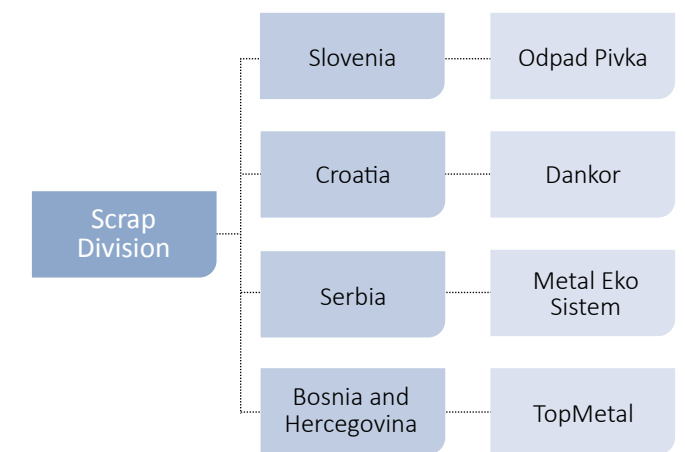 Slovenia
Odpad Pivka
Croatia
Dankor
Scrap
Division
Serbia
Metal Eko
Sistem
Bosnia and
Hercegovina
TopMetal